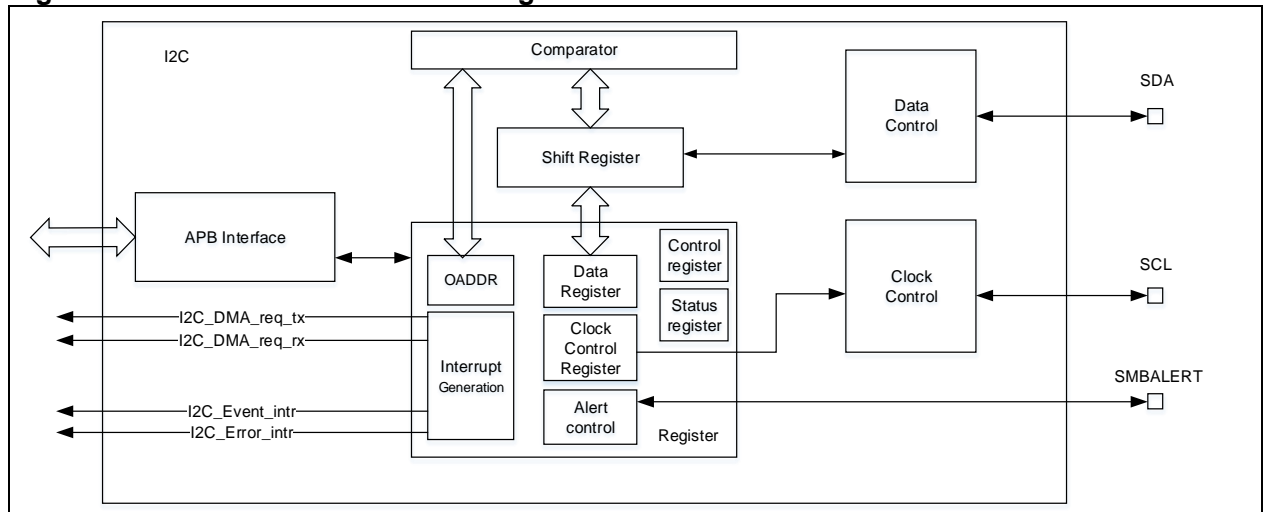 I2C
Comparator
SDA
Data
Control
Shift Register
APB Interface
Control
register
SCL
OADDR
Data
Register
Clock
Control
Status
register
I2C_DMA_req_tx
I2C_DMA_req_rx
Clock
Control
Register
Interrupt
Generation
SMBALERT
I2C_Event_intr
I2C_Error_intr
Alert
control
Register